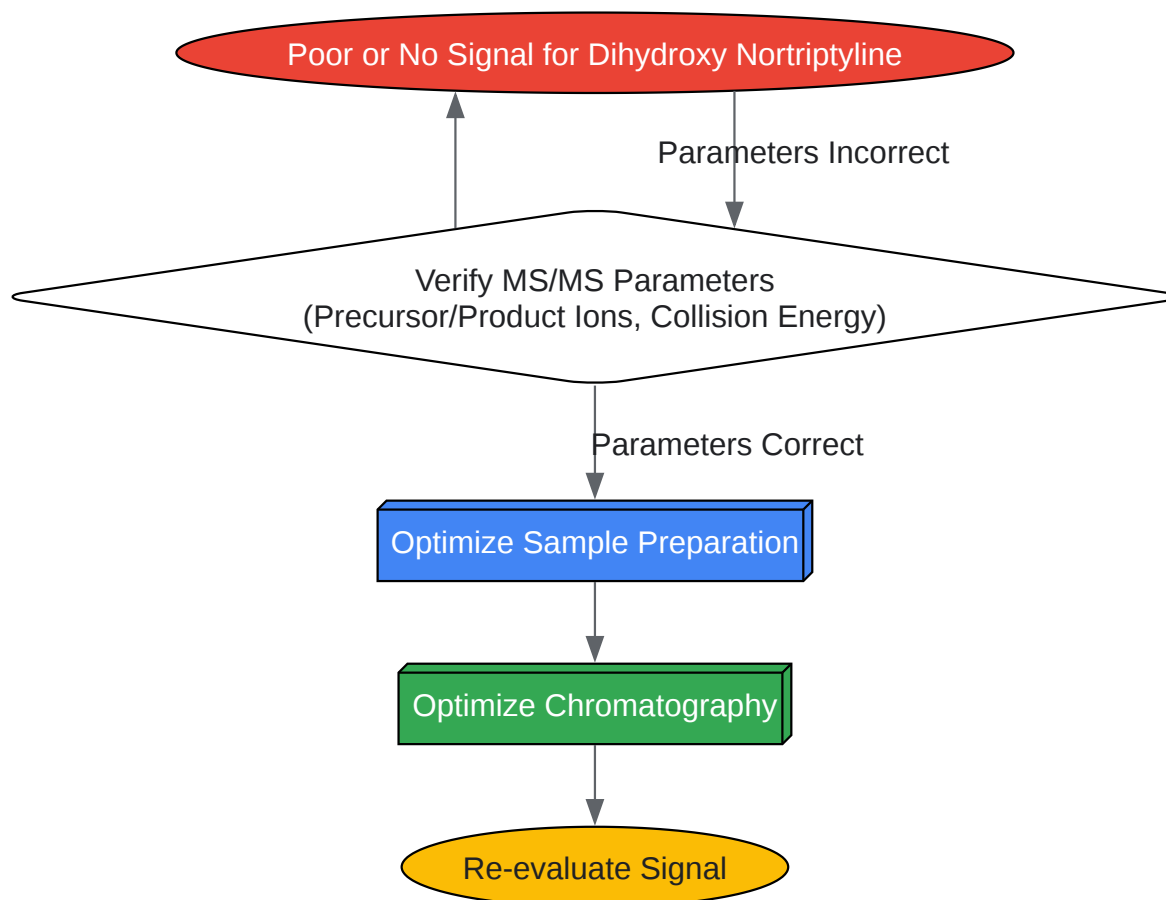 Poor or No Signal for Dihydroxy Nortriptyline
Parameters Incorrect
Verify MS/MS Parameters
(Precursor/Product Ions, Collision Energy)
Parameters Correct
Optimize Sample Preparation
Optimize Chromatography
Re-evaluate Signal